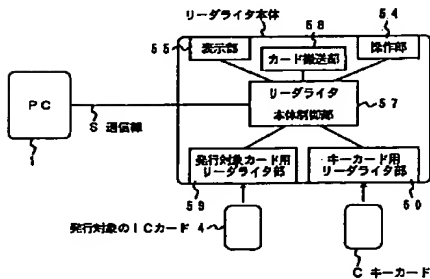 リーダライタ本体
58
54
55
表示部
カード搬送部
操作部
PC
リーダライタ
本体制御部
57
S 通信線
1
発行対象カード用
リーダライタ部
キーカード用
リーダライタ部
59
50
発行対象のICカード 4
C キーカード